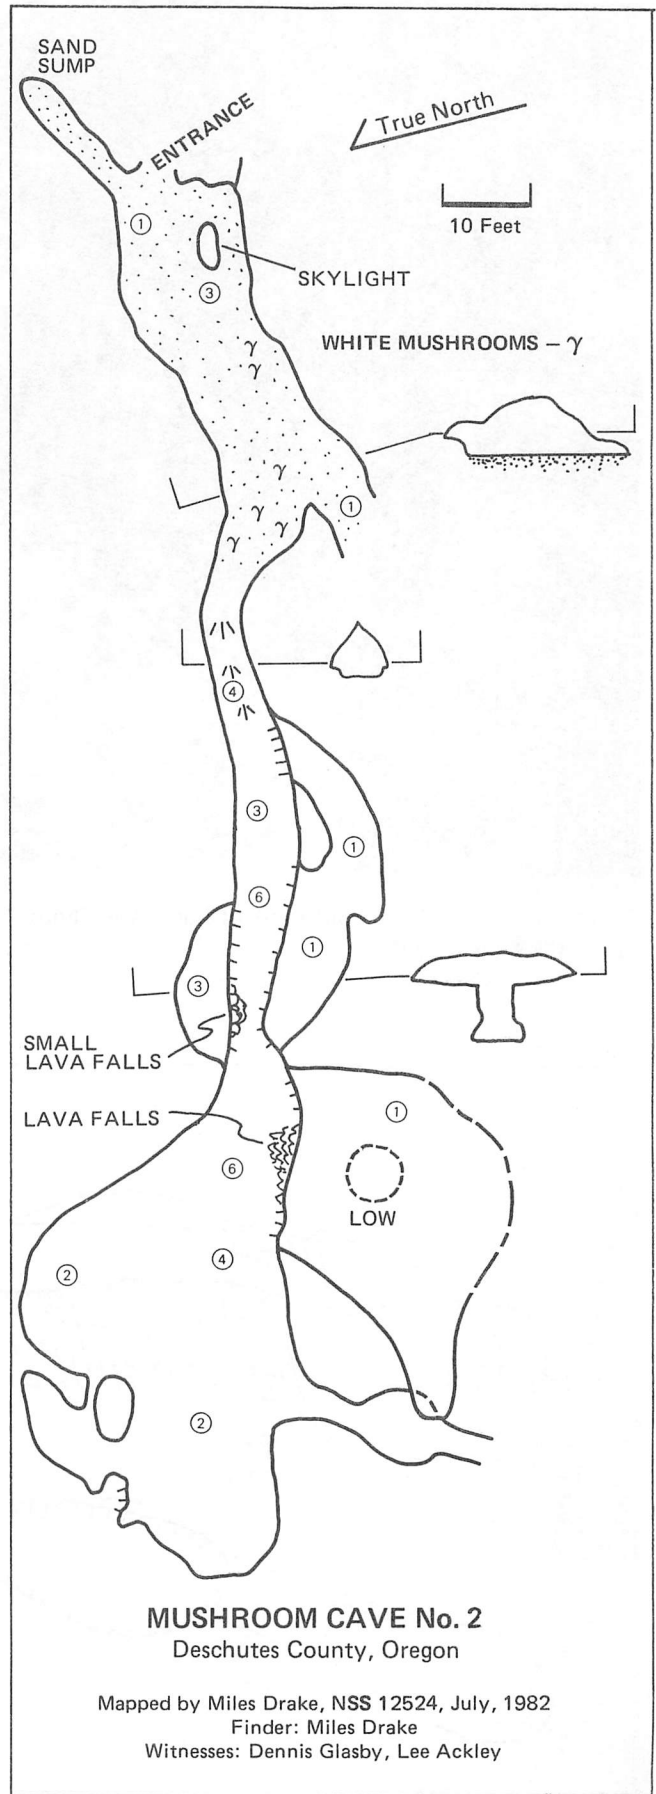 SAND
SUMP
ENTRANCE
True North
10 Feet
1
SKYLIGHT
3
WHITE MUSHROOMS – γ
γ
γ
γ
1
γ
γ
γ
4
3
1
6
1
3
SMALL
LAVA FALLS
1
LAVA FALLS
6
LOW
4
2
2
MUSHROOM CAVE No. 2
Deschutes County, Oregon
Mapped by Miles Drake, NSS 12524, July, 1982
Finder: Miles Drake
Witnesses: Dennis Glasby, Lee Ackley